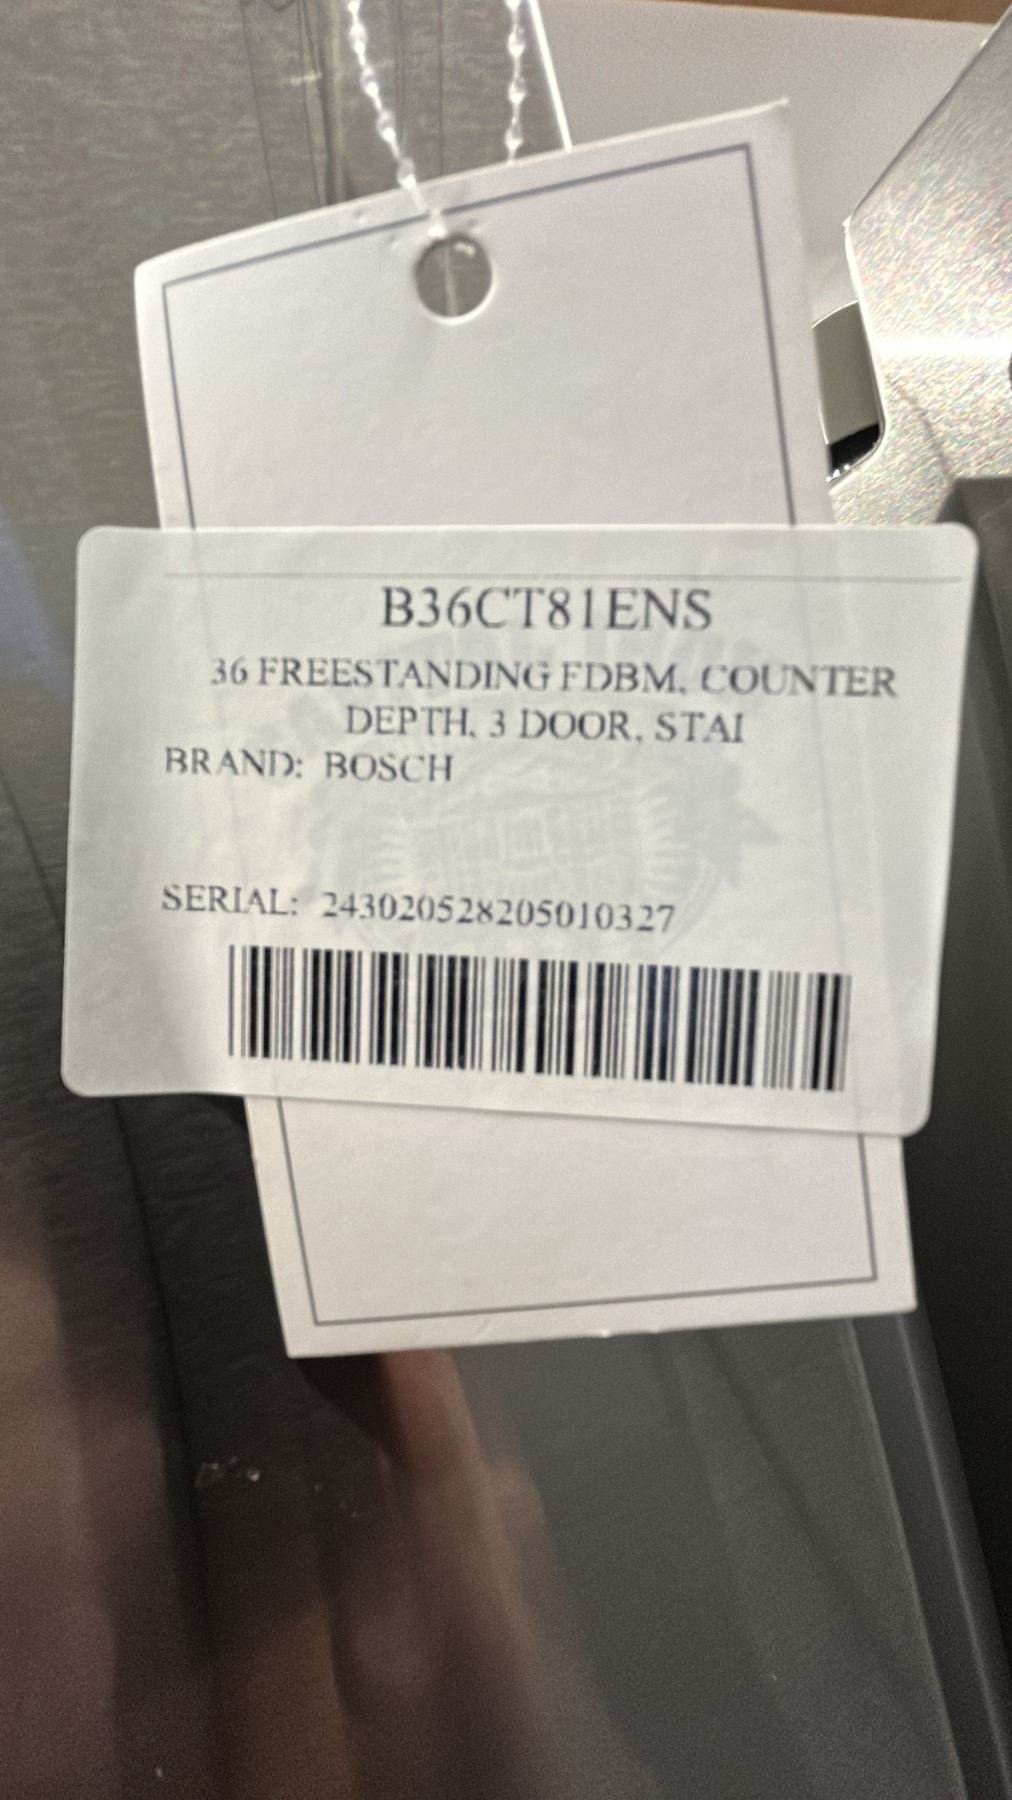 B36CT81ENS
36 FREESTANDING FDBM, COUNTER
DEPTH, 3 DOOR, STAI
BRAND: BOSCH
SERIAL: 243020528205010327